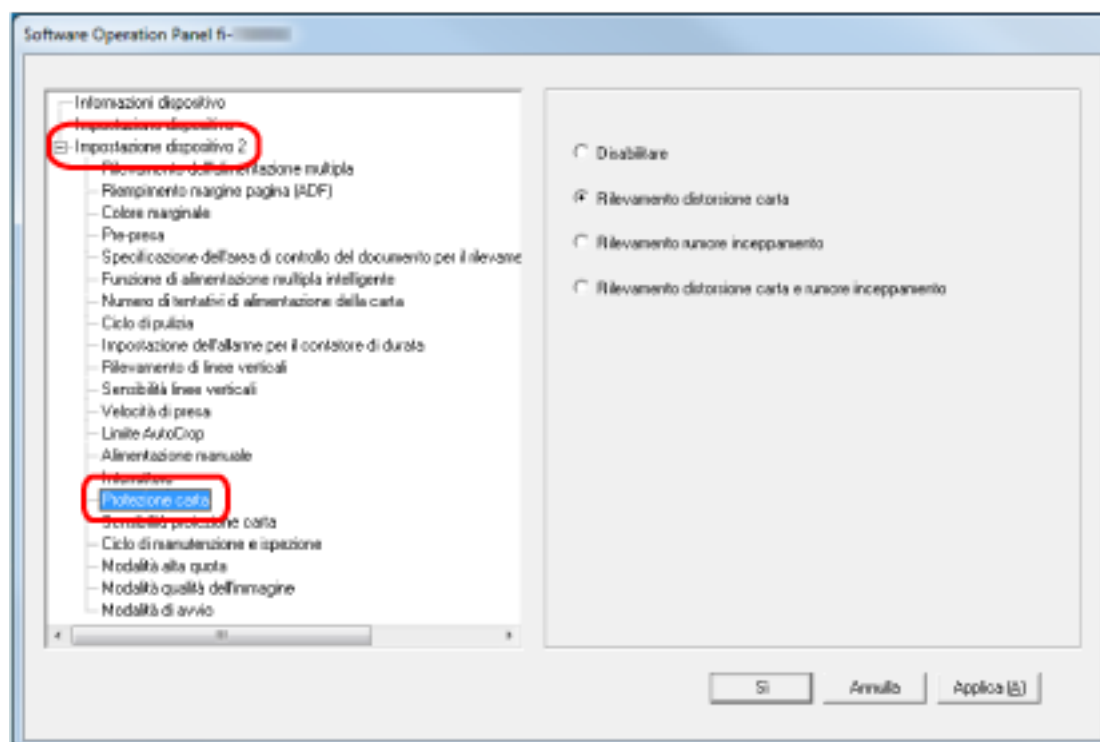 Software Operation Panel fi-
Informazioni dispositivo
Impostazione dispositivo
Impostazione dispositivo 2
Rilevamento dell'alimentazione multipla
Riempimento margine pagina (ADF)
Colore marginale
Pre-presa
Specificazione dell'area di controllo del documento per il rilevame
Funzione di alimentazione multipla intelligente
Numero di tentativi di alimentazione della carta
Ciclo di pulizia
Impostazione dell'allarme per il contatore di durata
Rilevamento di linee verticali
Sensibilità linee verticali
Velocità di presa
Limite AutoCrop
Alimentazione manuale
Protezione carta
Sensibilità protezione carta
Ciclo di manutenzione e ispezione
Modalità alta quota
Modalità qualità dell'immagine
Modalità di avvio
Disabilitare
Rilevamento distorsione carta
Rilevamento rumore inceppamento
Rilevamento distorsione carta e rumore inceppamento
Sì
Annulla
Applica (A)